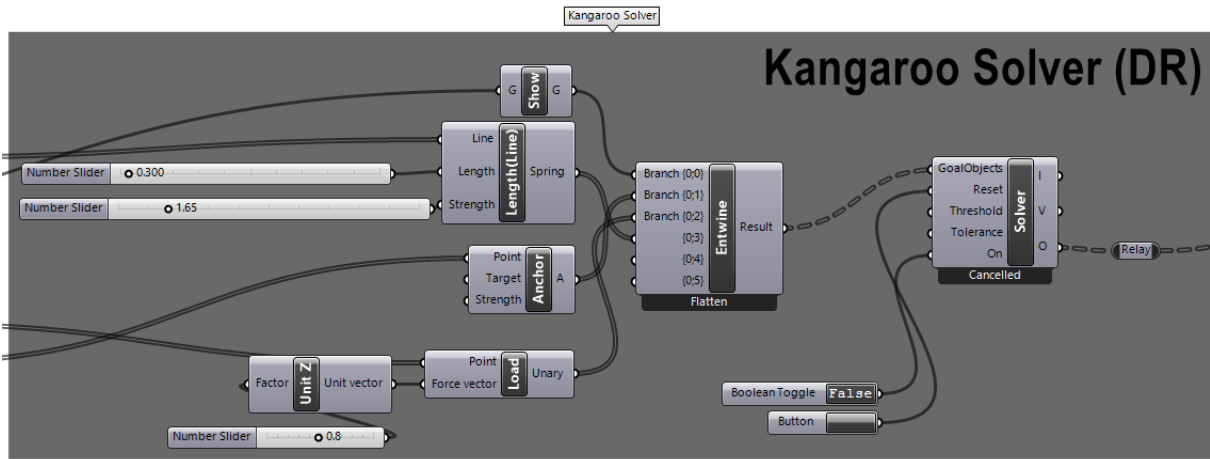 Kangaroo Solver
Kangaroo Solver (DR)
G Show G
Line
Length
Strength
Length(Line)
Spring
Number Slider 0.300
Number Slider 1.65
Point
Target
Strength
Anchor
A
Factor
Unit Z
Unit vector
Point
Force vector
Load
Unary
Number Slider 0.8
Branch {0;0}
Branch {0;1}
Branch {0;2}
{0;3}
{0;4}
{0;5}
Entwine
Result
Flatten
GoalObjects
Reset
Threshold
Tolerance
On
Solver
I
V
O
Cancelled
Relay
Boolean Toggle False
Button